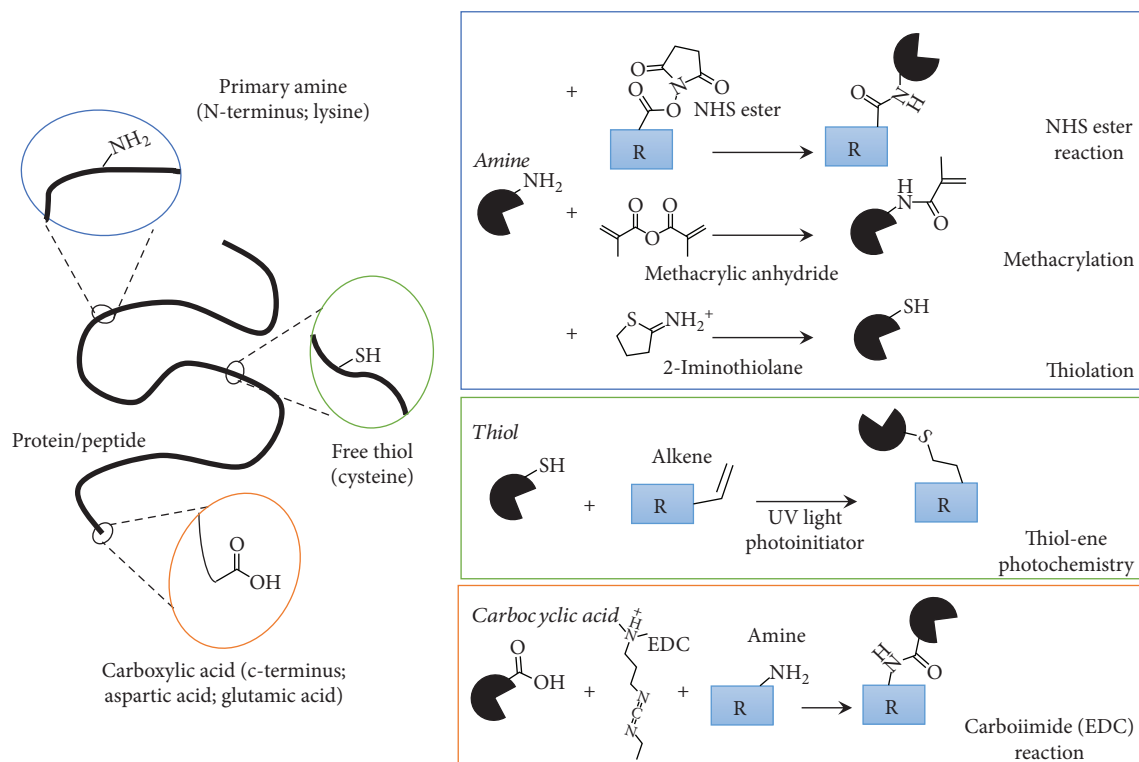 Primary amine
(N-terminus; lysine)
NH2
SH
Protein/peptide
Free thiol
(cysteine)
O
OH
Carboxylic acid (c-terminus;
aspartic acid; glutamic acid)
Amine
NH2
+
O
N
O
O
O
NHS ester
R
O
N
H
R
NHS ester
reaction
+
O
O
O
Methacrylic anhydride
H
N
O
Methacrylation
+
S
NH2+
2-Iminothiolane
SH
Thiolation
Thiol
SH
+
Alkene
R
UV light
photoinitiator
S
R
Thiol-ene
photochemistry
Carbocyclic acid
O
OH
+
+
H
N
EDC
N
C
N
+
Amine
NH2
R
H
N
O
R
Carboiimide (EDC)
reaction